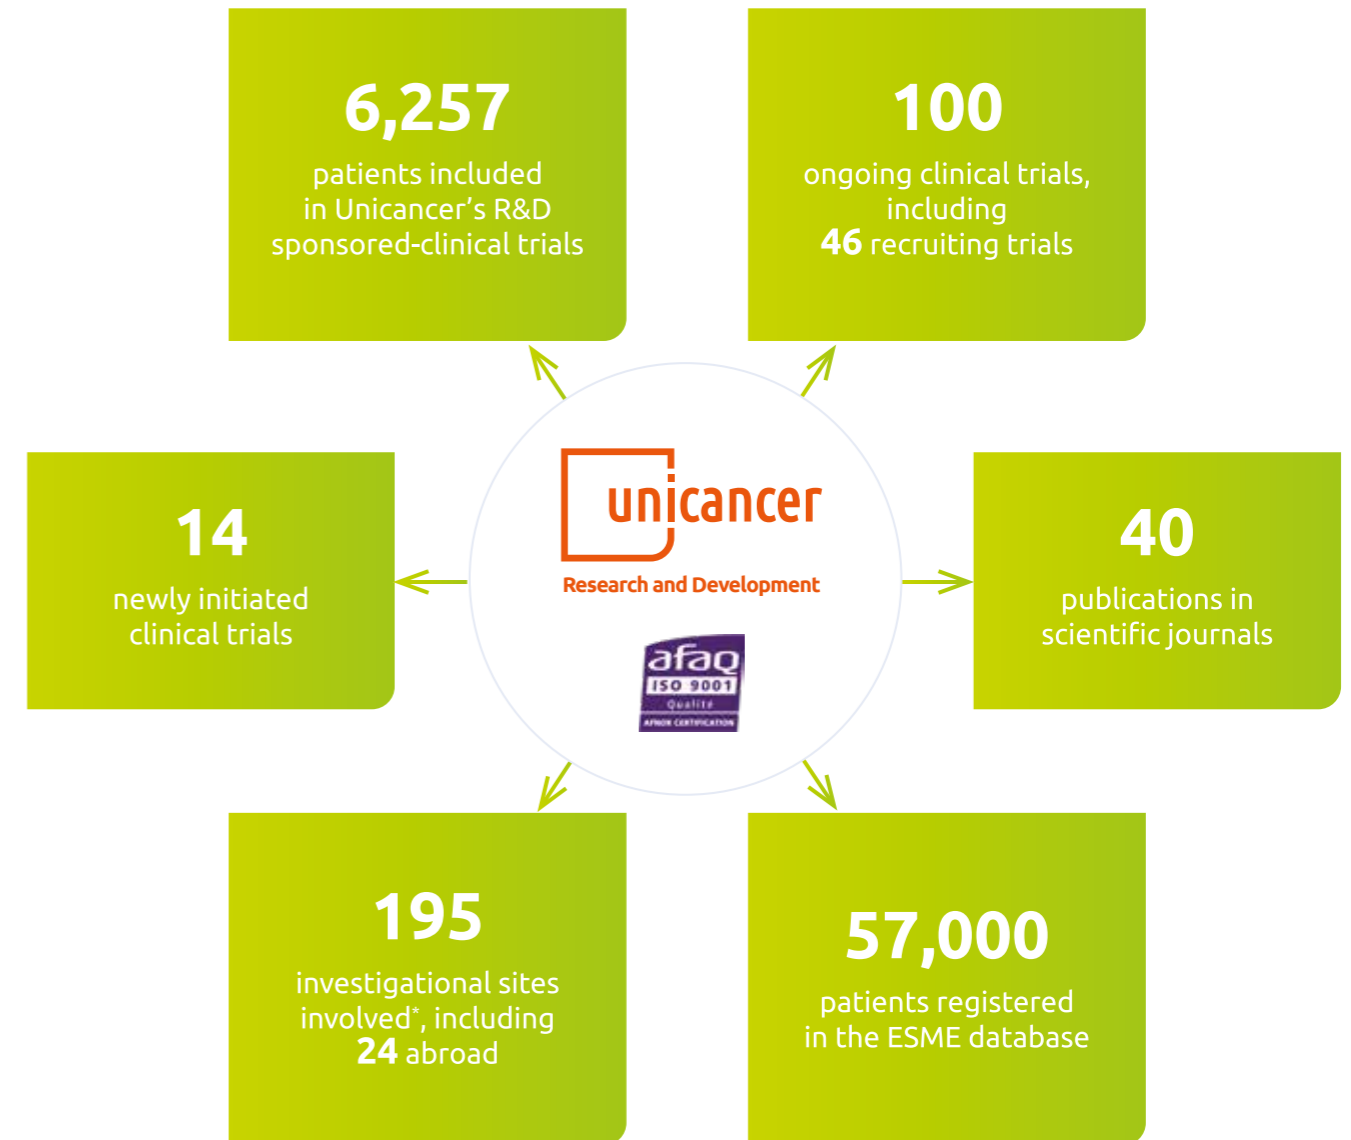 6,257
patients included
in Unicancer’s R&D
sponsored-clinical trials
100
ongoing clinical trials,
including
46 recruiting trials
14
newly initiated
clinical trials
unicancer
Research and Development
afaq
ISO 9001
Qualité
AFNOR CERTIFICATION
40
publications in
scientific journals
195
investigational sites
involved*, including
24 abroad
57,000
patients registered
in the ESME database